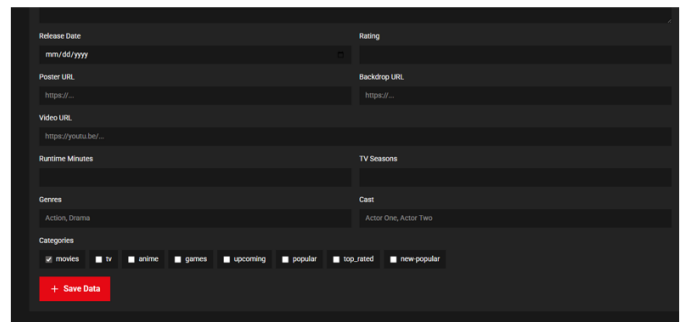 Release Date Rating
mm/dd/yyyy
Poster URL Backdrop URL
https://... https://...
Video URL
https://youtu.be/...
Runtime Minutes TV Seasons
Genres Cast
Action, Drama Actor One, Actor Two
Categories
movies tv anime games upcoming popular top_rated new-popular
+ Save Data